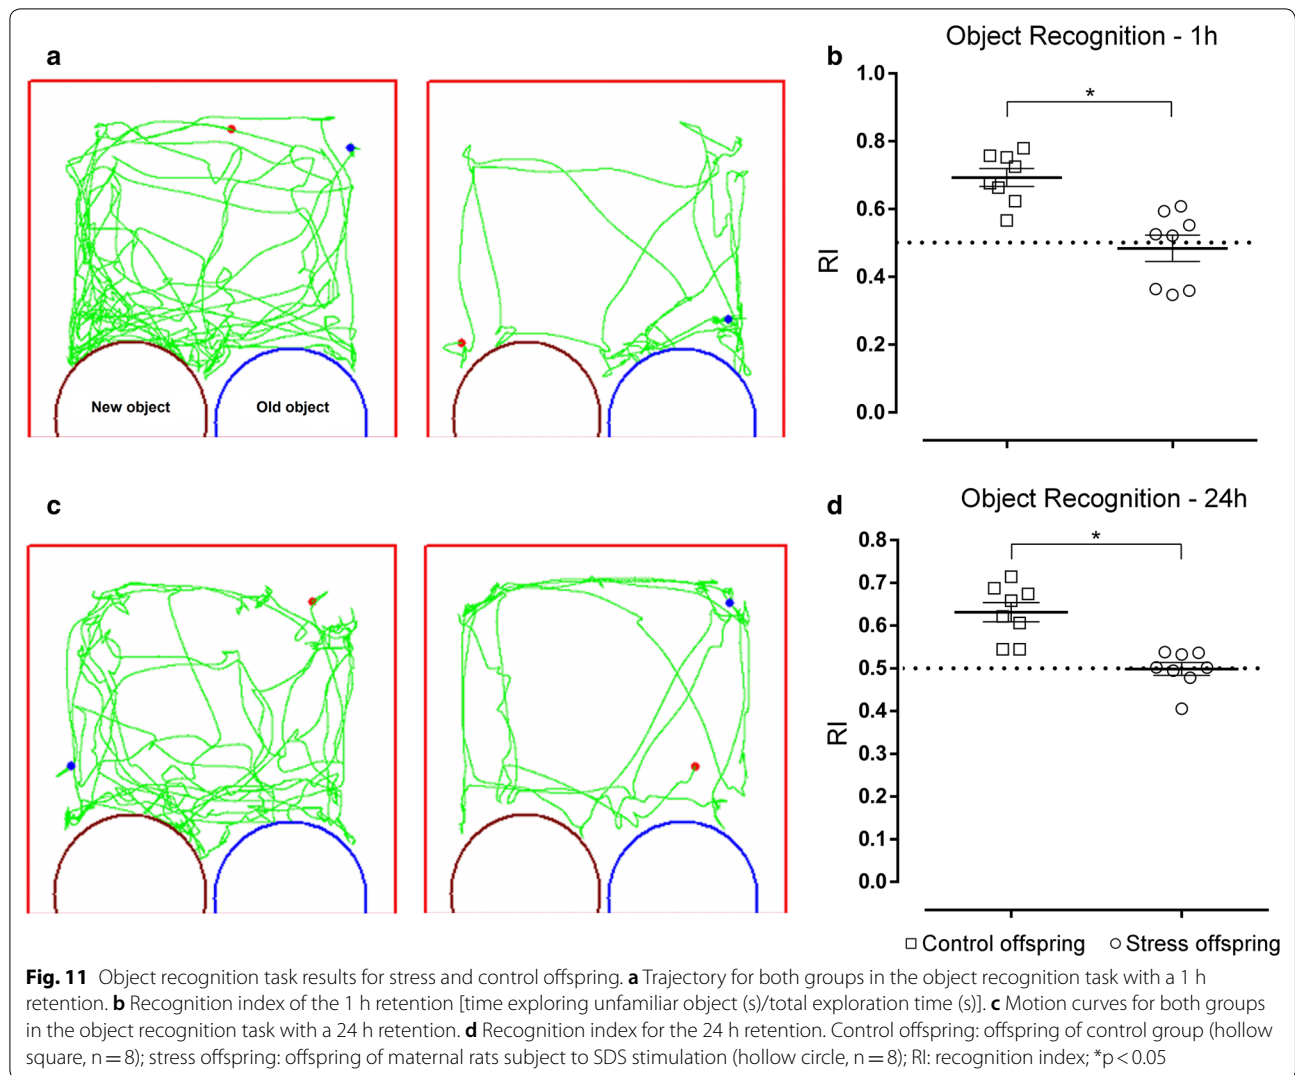 a
New object
Old object
b
Object Recognition - 1h
*
1.0
0.8
0.6
0.4
0.2
0.0
RI
c
d
Object Recognition - 24h
*
0.8
0.7
0.6
0.5
0.4
0.3
0.2
0.1
0.0
RI
Control offspring
Stress offspring
Fig. 11 Object recognition task results for stress and control offspring. a Trajectory for both groups in the object recognition task with a 1 h
retention. b Recognition index of the 1 h retention [time exploring unfamiliar object (s)/total exploration time (s)]. c Motion curves for both groups
in the object recognition task with a 24 h retention. d Recognition index for the 24 h retention. Control offspring: offspring of control group (hollow
square, n = 8); stress offspring: offspring of maternal rats subject to SDS stimulation (hollow circle, n = 8); RI: recognition index; *p < 0.05